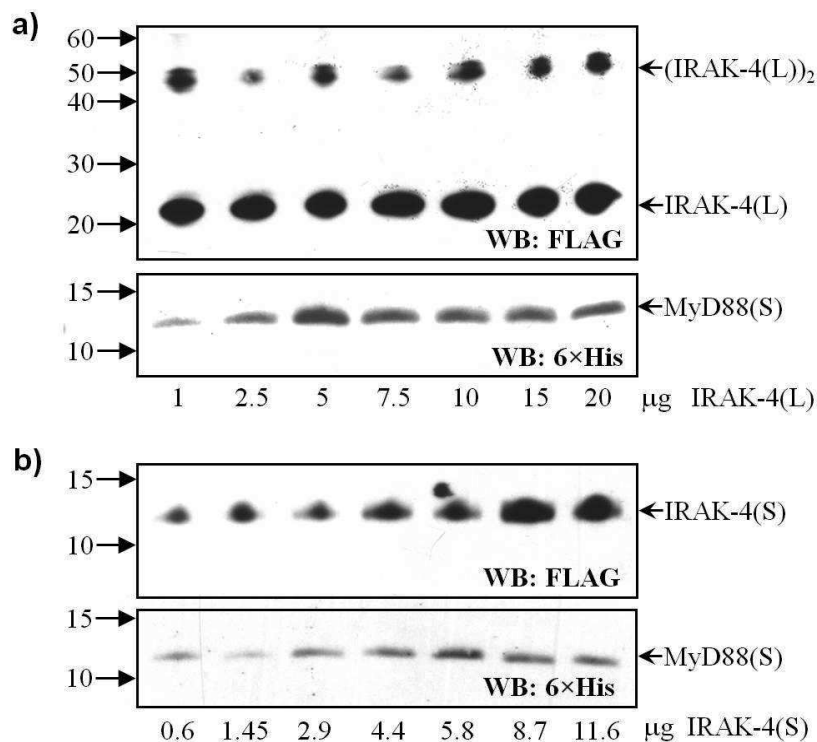 a)
60
50
40
30
20
(IRAK-4(L))₂
IRAK-4(L)
WB: FLAG
15
10
MyD88(S)
WB: 6×His
1 2.5 5 7.5 10 15 20 μg IRAK-4(L)
b)
15
10
IRAK-4(S)
WB: FLAG
15
10
MyD88(S)
WB: 6×His
0.6 1.45 2.9 4.4 5.8 8.7 11.6 μg IRAK-4(S)